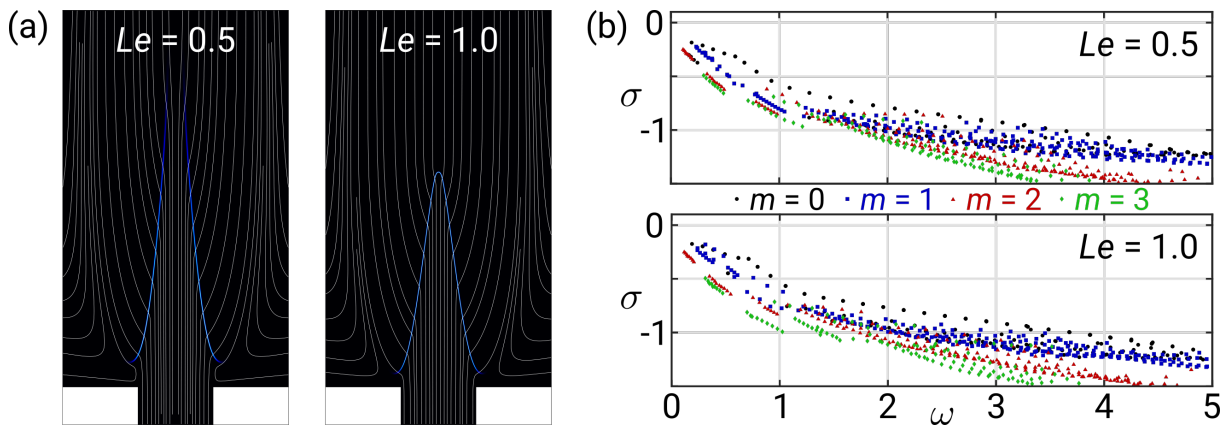 (a)
Le = 0.5
Le = 1.0
(b)
0
Le = 0.5
σ
-1
m = 0 m = 1 m = 2 m = 3
0
Le = 1.0
σ
-1
0 1 2 3 4 5
ω